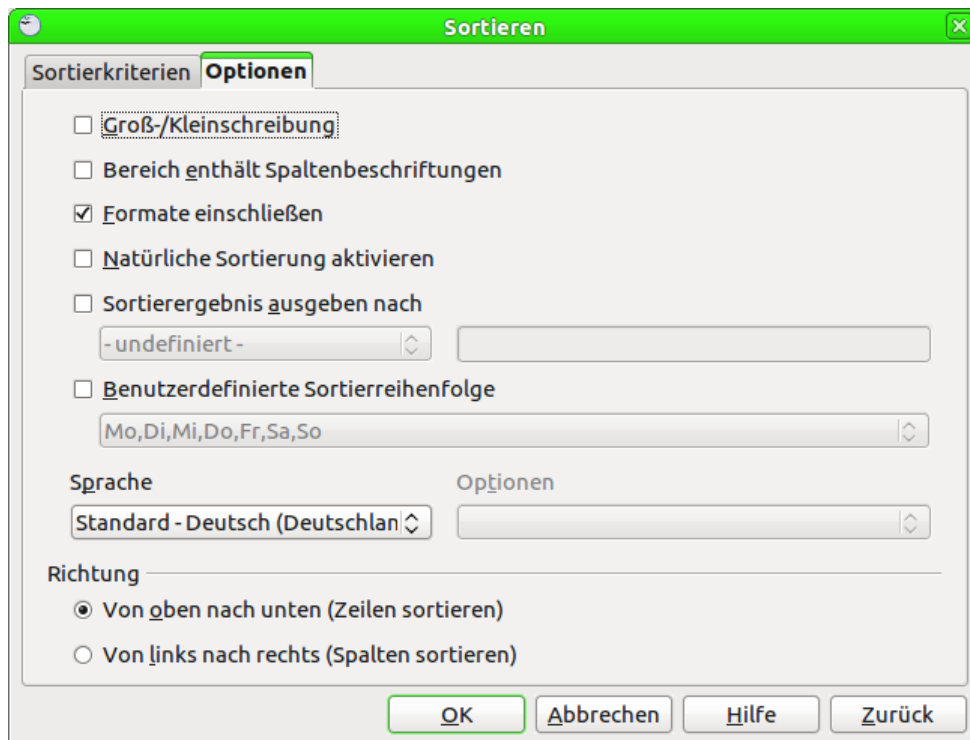 Sortieren
Sortierkriterien Optionen
Groß-/Kleinschreibung
Bereich enthält Spaltenbeschriftungen
Formate einschließen
Natürliche Sortierung aktivieren
Sortierergebnis ausgeben nach
- undefiniert -
Benutzerdefinierte Sortierreihenfolge
Mo,Di,Mi,Do,Fr,Sa,So
Sprache Optionen
Standard - Deutsch (Deutschlan
Richtung
Von oben nach unten (Zeilen sortieren)
Von links nach rechts (Spalten sortieren)
OK Abbrechen Hilfe Zurück